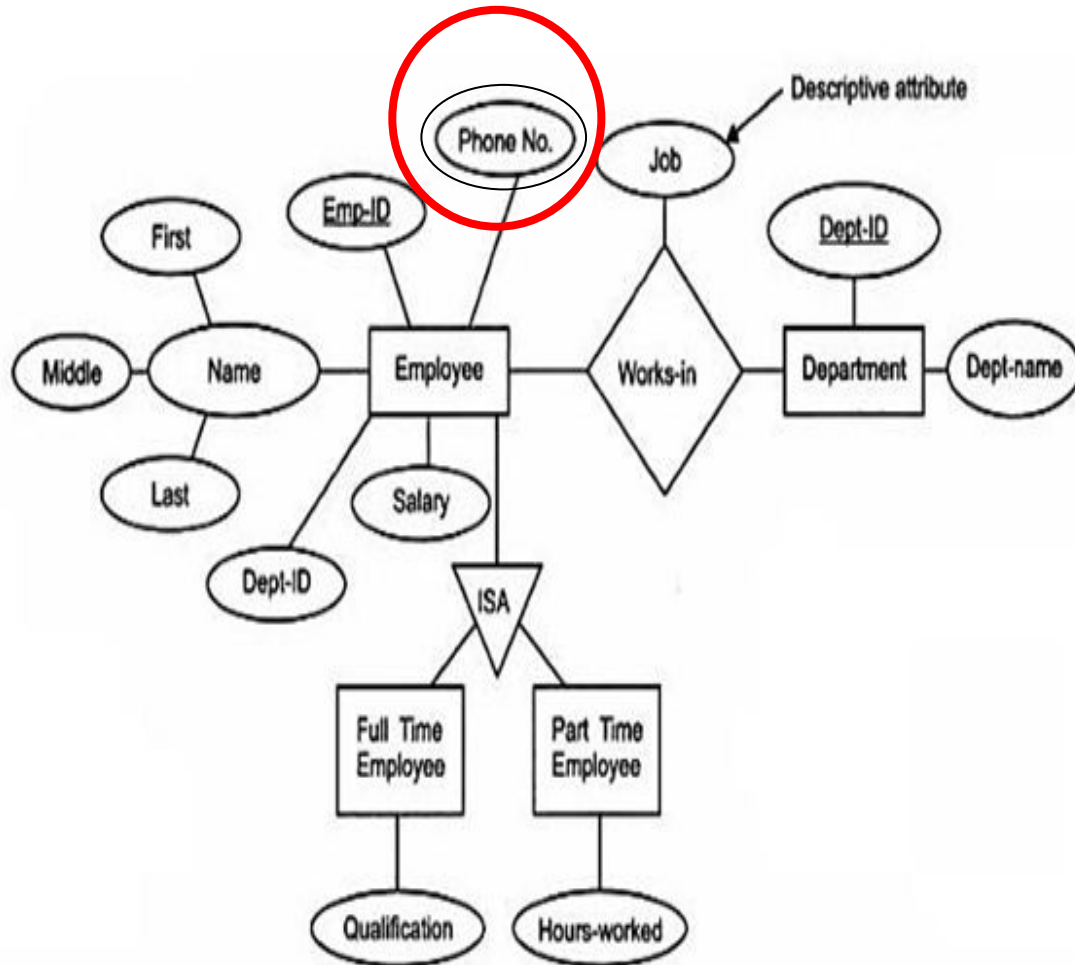 Descriptive attribute
Phone No.
Job
Emp-ID
Dept-ID
First
Middle
Name
Employee
Works-in
Department
Dept-name
Last
Salary
Dept-ID
ISA
Full Time
Employee
Part Time
Employee
Qualification
Hours-worked